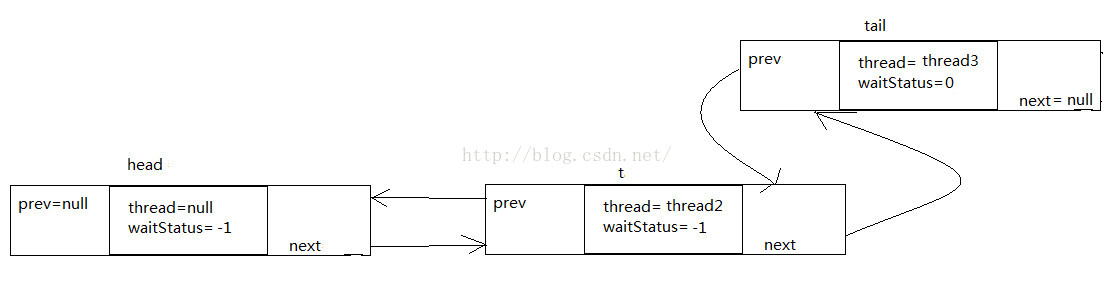 tail
prev
thread= thread3
waitStatus=0
next= null
http://blog.csdn.net/
head
t
prev=null
thread=null
waitStatus= -1
next
prev
thread= thread2
waitStatus= -1
next